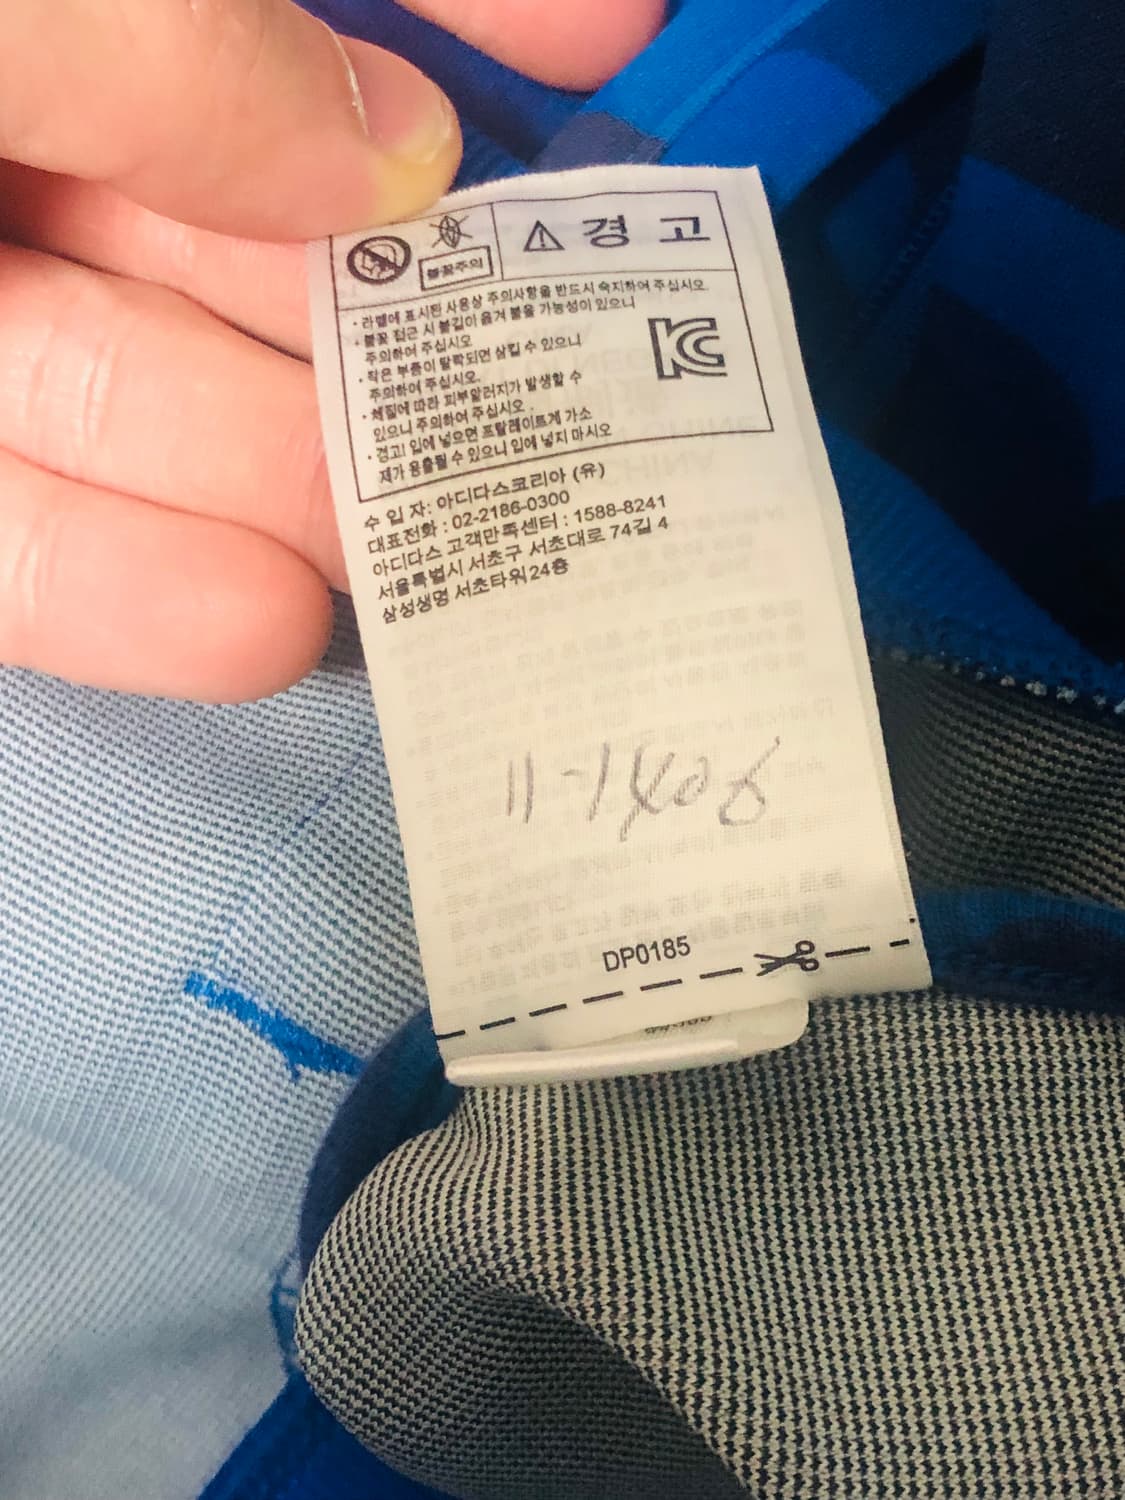 불꽃주의
⚠ 경 고
• 라벨에 표시된 사용상 주의사항을 반드시 숙지하여 주십시오.
• 불꽃 접근 시 불길이 옮겨 붙을 가능성이 있으니
주의하여 주십시오
• 작은 부품이 탈락되면 삼킬 수 있으니
주의하여 주십시오.
• 체질에 따라 피부알러지가 발생할 수
있으니 주의하여 주십시오.
• 경고! 입에 넣으면 프탈레이트계 가소
제가 용출될 수 있으니 입에 넣지 마시오
KC
수 입 자: 아디다스코리아 (유)
대표전화 : 02-2186-0300
아디다스 고객만족센터 : 1588-8241
서울특별시 서초구 서초대로 74길 4
삼성생명 서초타워24층
11-1406
DP0185